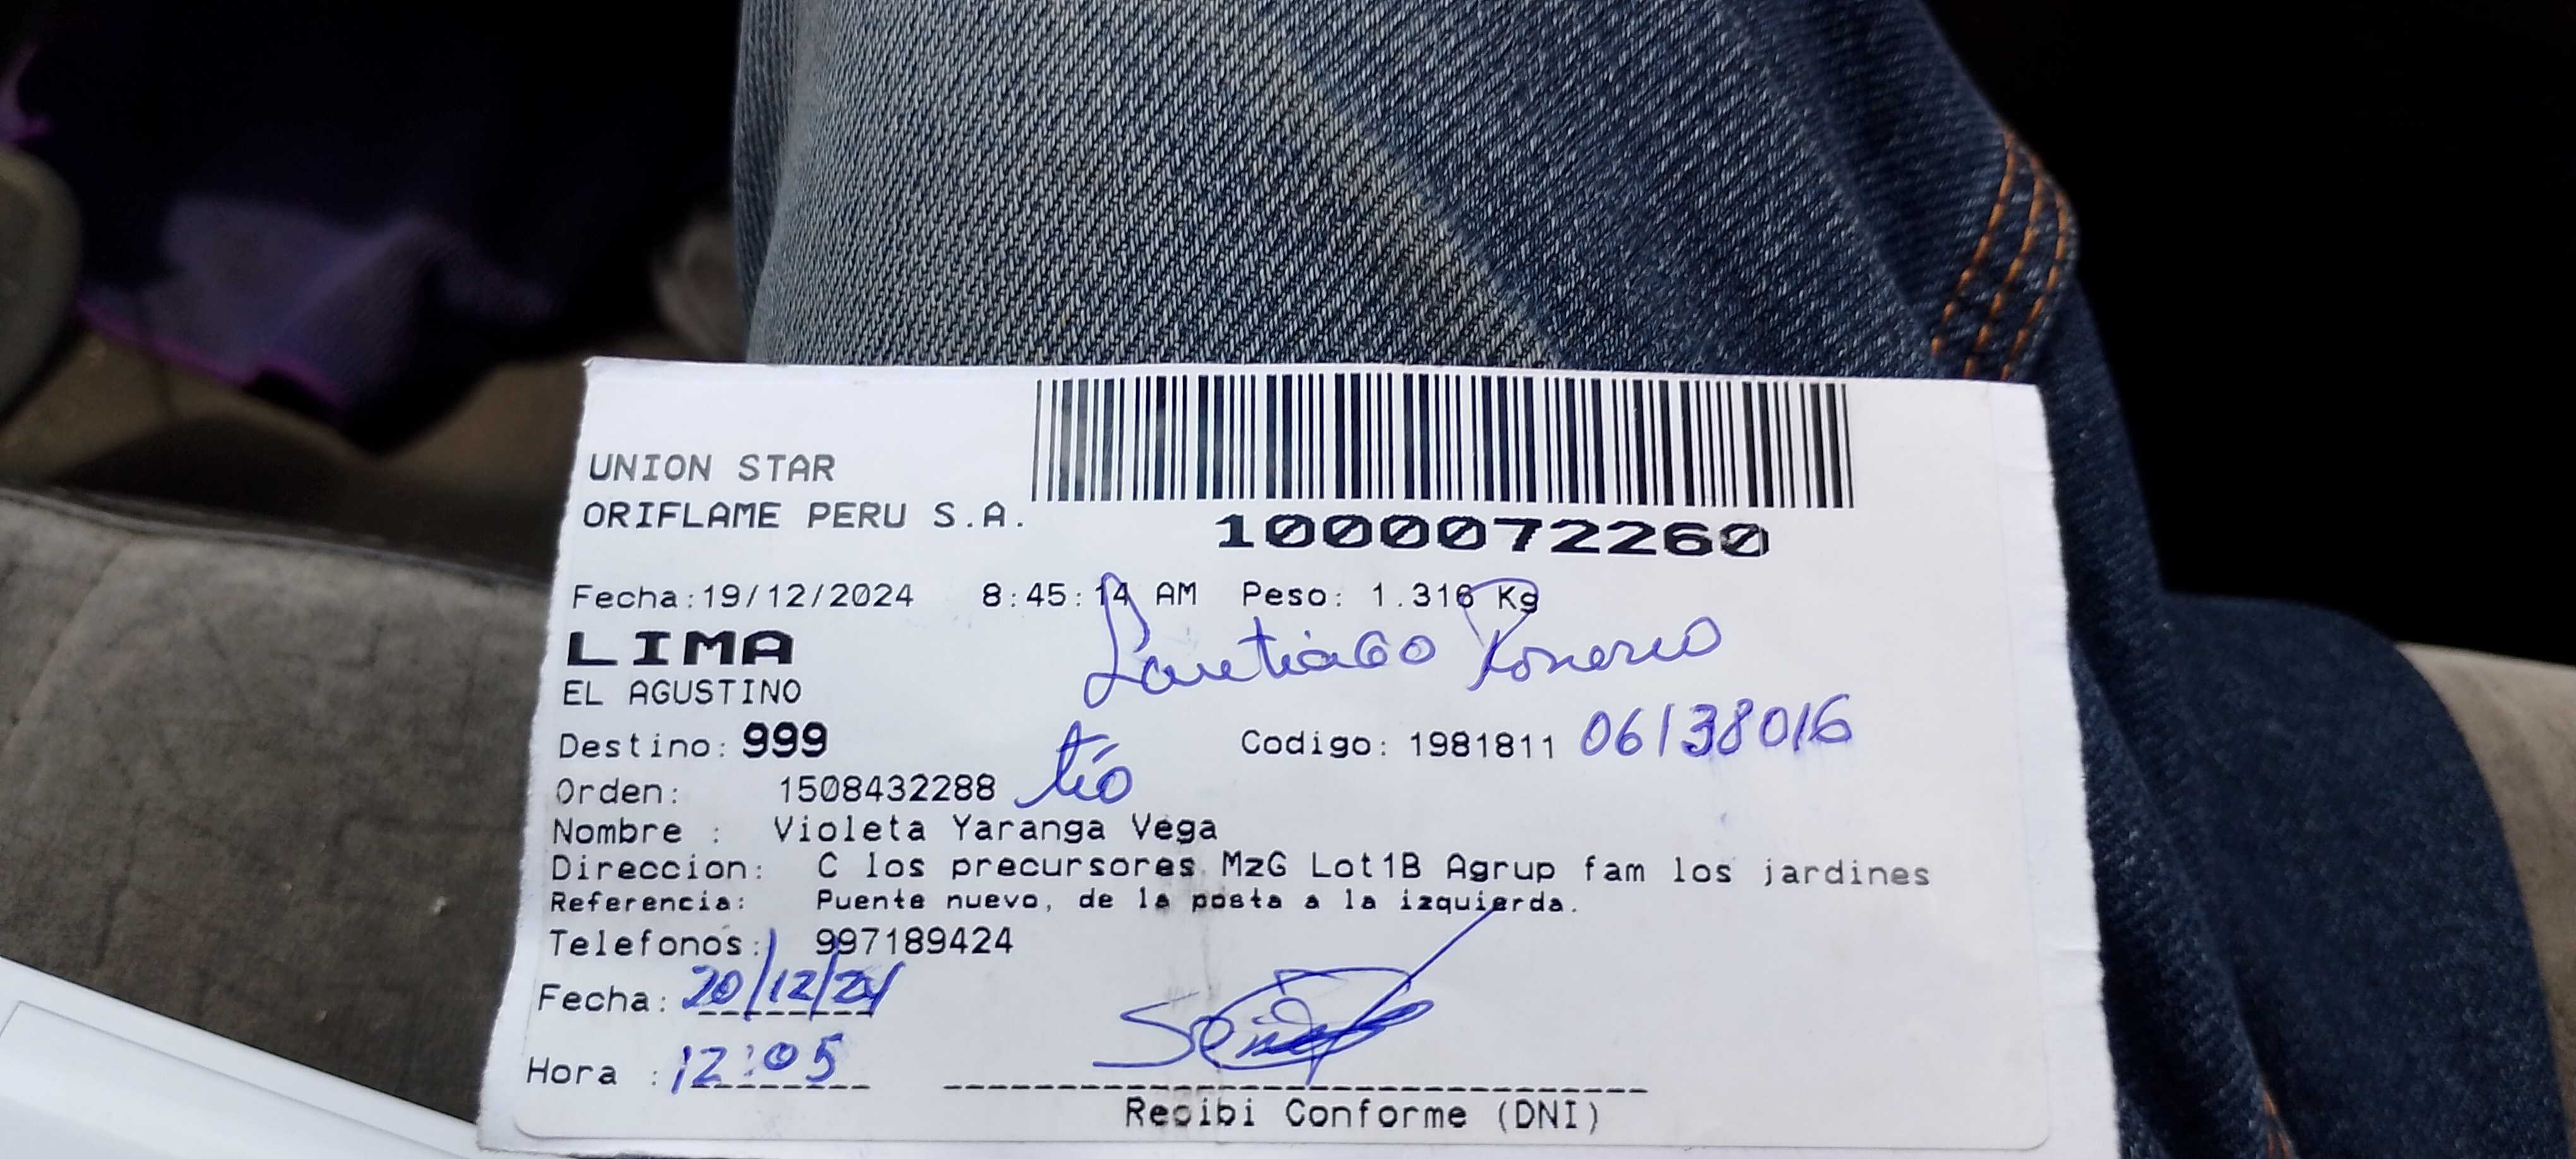 UNION STAR
ORIFLAME PERU S.A.
1000072260
Fecha:19/12/2024 8:45:14 AM Peso: 1.316 Kg
LIMA
Santiago Romero
EL AGUSTINO
Destino: 999 Codigo: 1981811 06138016
Orden: 1508432288 tío
Nombre : Violeta Yaranga Vega
Direccion: C los precursores MzG Lot1B Agrup fam los jardines
Referencia: Puente nuevo, de la posta a la izquierda.
Telefonos: 997189424
Fecha: 20/12/24
Hora : 12:05
Recibi Conforme (DNI)